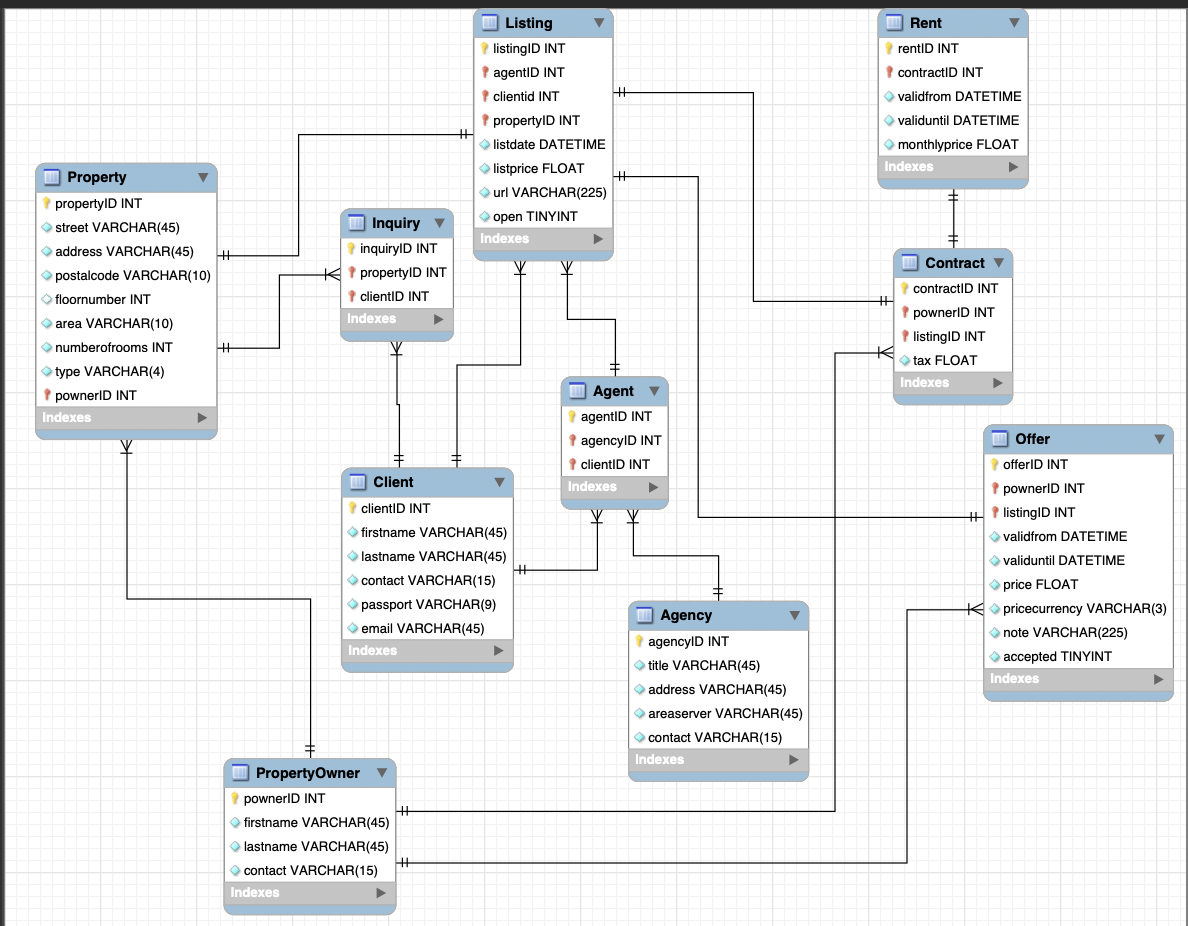 Listing
listingID INT
agentID INT
clientid INT
propertyID INT
listdate DATETIME
listprice FLOAT
url VARCHAR(225)
open TINYINT
Indexes
Rent
rentID INT
contractID INT
validfrom DATETIME
validuntil DATETIME
monthlyprice FLOAT
Indexes
Property
propertyID INT
street VARCHAR(45)
address VARCHAR(45)
postalcode VARCHAR(10)
floornumber INT
area VARCHAR(10)
numberofrooms INT
type VARCHAR(4)
pownerID INT
Indexes
Inquiry
inquiryID INT
propertyID INT
clientID INT
Indexes
Contract
contractID INT
pownerID INT
listingID INT
tax FLOAT
Indexes
Agent
agentID INT
agencyID INT
clientID INT
Indexes
Offer
offerID INT
pownerID INT
listingID INT
validfrom DATETIME
validuntil DATETIME
price FLOAT
pricecurrency VARCHAR(3)
note VARCHAR(225)
accepted TINYINT
Indexes
Client
clientID INT
firstname VARCHAR(45)
lastname VARCHAR(45)
contact VARCHAR(15)
passport VARCHAR(9)
email VARCHAR(45)
Indexes
Agency
agencyID INT
title VARCHAR(45)
address VARCHAR(45)
areaserver VARCHAR(45)
contact VARCHAR(15)
Indexes
PropertyOwner
pownerID INT
firstname VARCHAR(45)
lastname VARCHAR(45)
contact VARCHAR(15)
Indexes